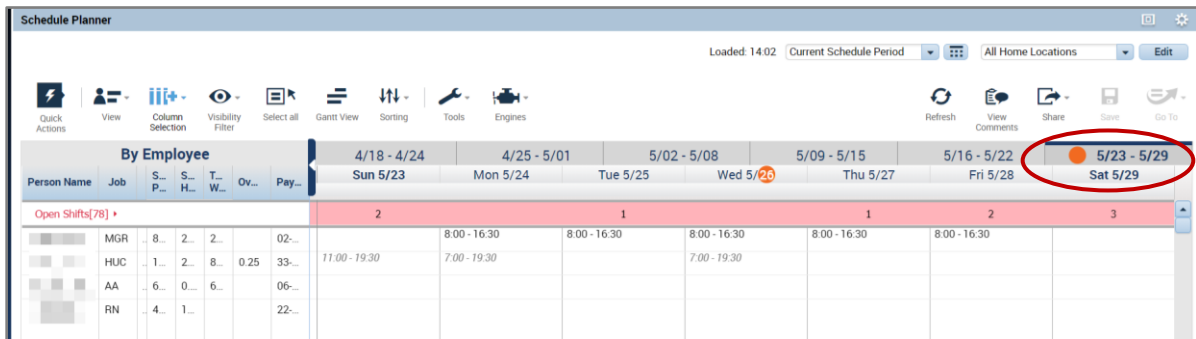 Schedule Planner
Loaded: 14:02 Current Schedule Period All Home Locations Edit
Quick Actions View Column Selection Visibility Filter Select all Gantt View Sorting Tools Engines Refresh View Comments Share Save Go To
By Employee 4/18 - 4/24 4/25 - 5/01 5/02 - 5/08 5/09 - 5/15 5/16 - 5/22 5/23 - 5/29
Person Name Job S... P... S... H... T... W... Ov... Pay... Sun 5/23 Mon 5/24 Tue 5/25 Wed 5/26 Thu 5/27 Fri 5/28 Sat 5/29
Open Shifts[78] 2 1 1 2 3
MGR .. 8... 2... 2... 02-... 8:00 - 16:30 8:00 - 16:30 8:00 - 16:30 8:00 - 16:30 8:00 - 16:30
HUC .. 1... 2... 8... 0.25 33-... 11:00 - 19:30 7:00 - 19:30 7:00 - 19:30
AA .. 6... 0.... 6... 06-...
RN .. 4... 1... 22-...